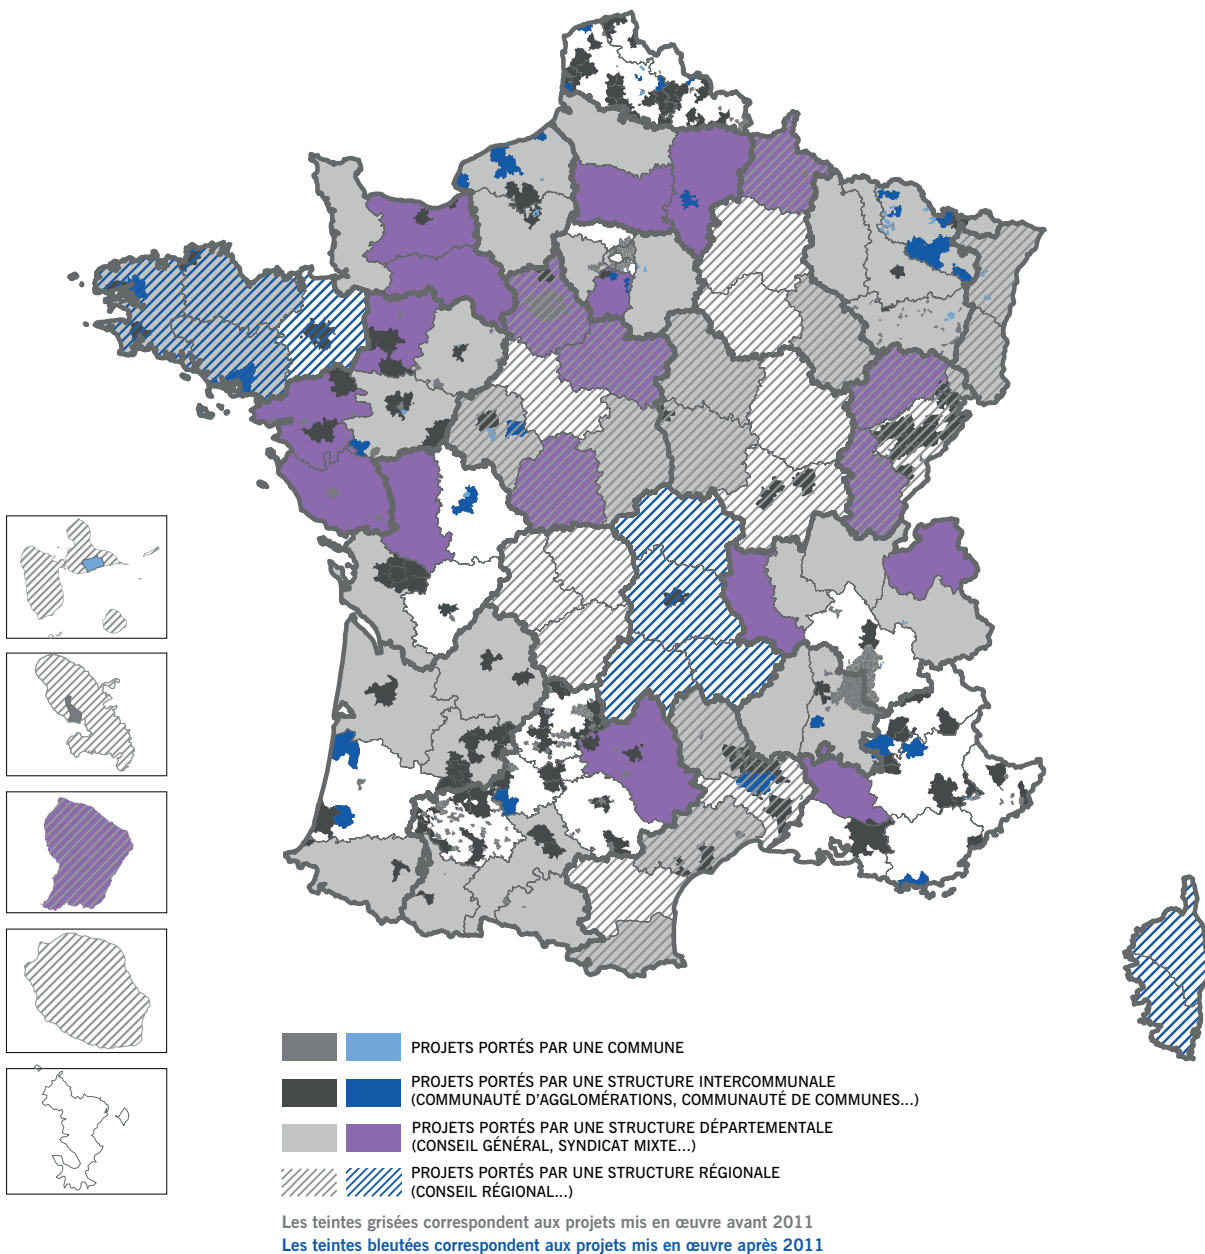 PROJETS PORTÉS PAR UNE COMMUNE
PROJETS PORTÉS PAR UNE STRUCTURE INTERCOMMUNALE
(COMMUNAUTÉ D'AGGLOMÉRATIONS, COMMUNAUTÉ DE COMMUNES...)
PROJETS PORTÉS PAR UNE STRUCTURE DÉPARTEMENTALE
(CONSEIL GÉNÉRAL, SYNDICAT MIXTE...)
PROJETS PORTÉS PAR UNE STRUCTURE RÉGIONALE
(CONSEIL RÉGIONAL...)
Les teintes grisées correspondent aux projets mis en œuvre avant 2011
Les teintes bleutées correspondent aux projets mis en œuvre après 2011